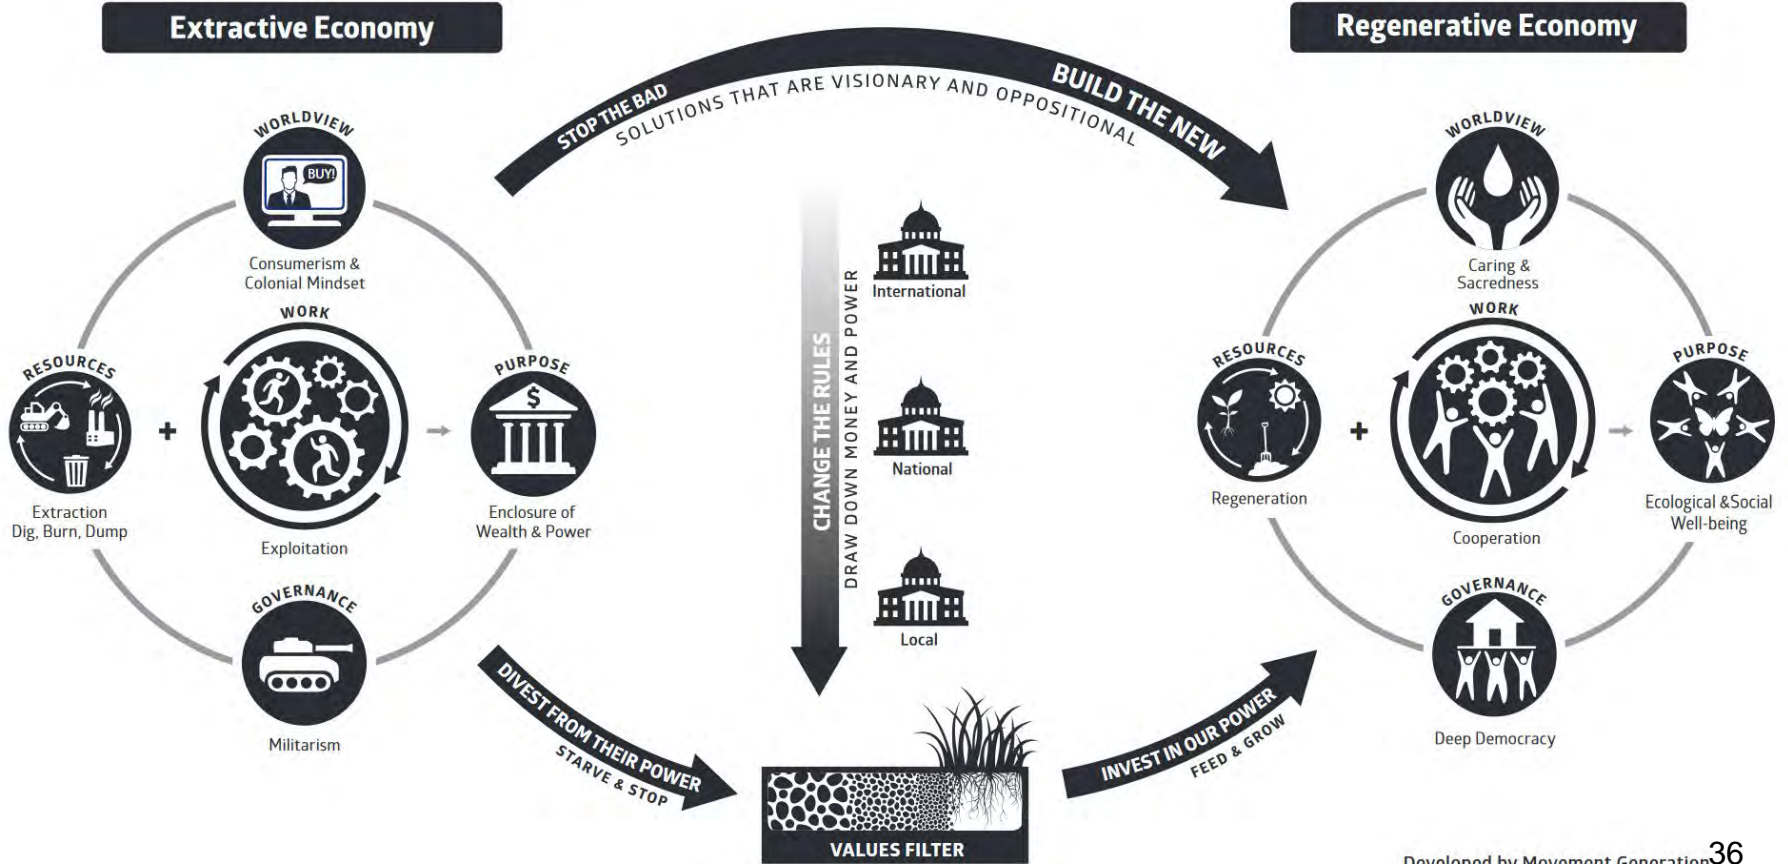 Extractive Economy
Regenerative Economy
STOP THE BAD
BUILD THE NEW
SOLUTIONS THAT ARE VISIONARY AND OPPOSITIONAL
WORLDVIEW
BUY!
Consumerism &
Colonial Mindset
WORK
RESOURCES
+
PURPOSE
$
Extraction
Dig, Burn, Dump
Exploitation
Enclosure of
Wealth & Power
GOVERNANCE
Militarism
CHANGE THE RULES
DRAW DOWN MONEY AND POWER
International
National
Local
DIVEST FROM THEIR POWER
STARVE & STOP
VALUES FILTER
INVEST IN OUR POWER
FEED & GROW
WORLDVIEW
Caring &
Sacredness
WORK
RESOURCES
+
PURPOSE
Regeneration
Cooperation
Ecological &Social
Well-being
GOVERNANCE
Deep Democracy
Developed by Movement Generation
36